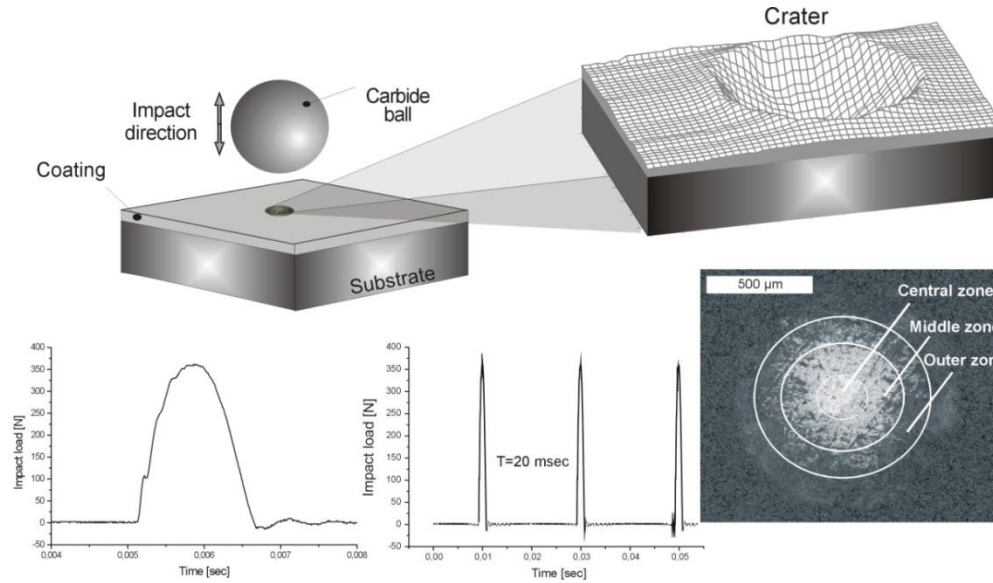 Crater
Carbide
ball
Impact
direction
Coating
Substrate
500 µm
Central zone
Middle zone
Outer zon
400
350
300
250
200
150
100
50
0
-50
Impact load [N]
0,004
0,005
0,006
0,007
0,008
Time [sec]
400
350
300
250
200
150
100
50
0
-50
Impact load [N]
T=20 msec
0,00
0,01
0,02
0,03
0,04
0,05
Time [sec]